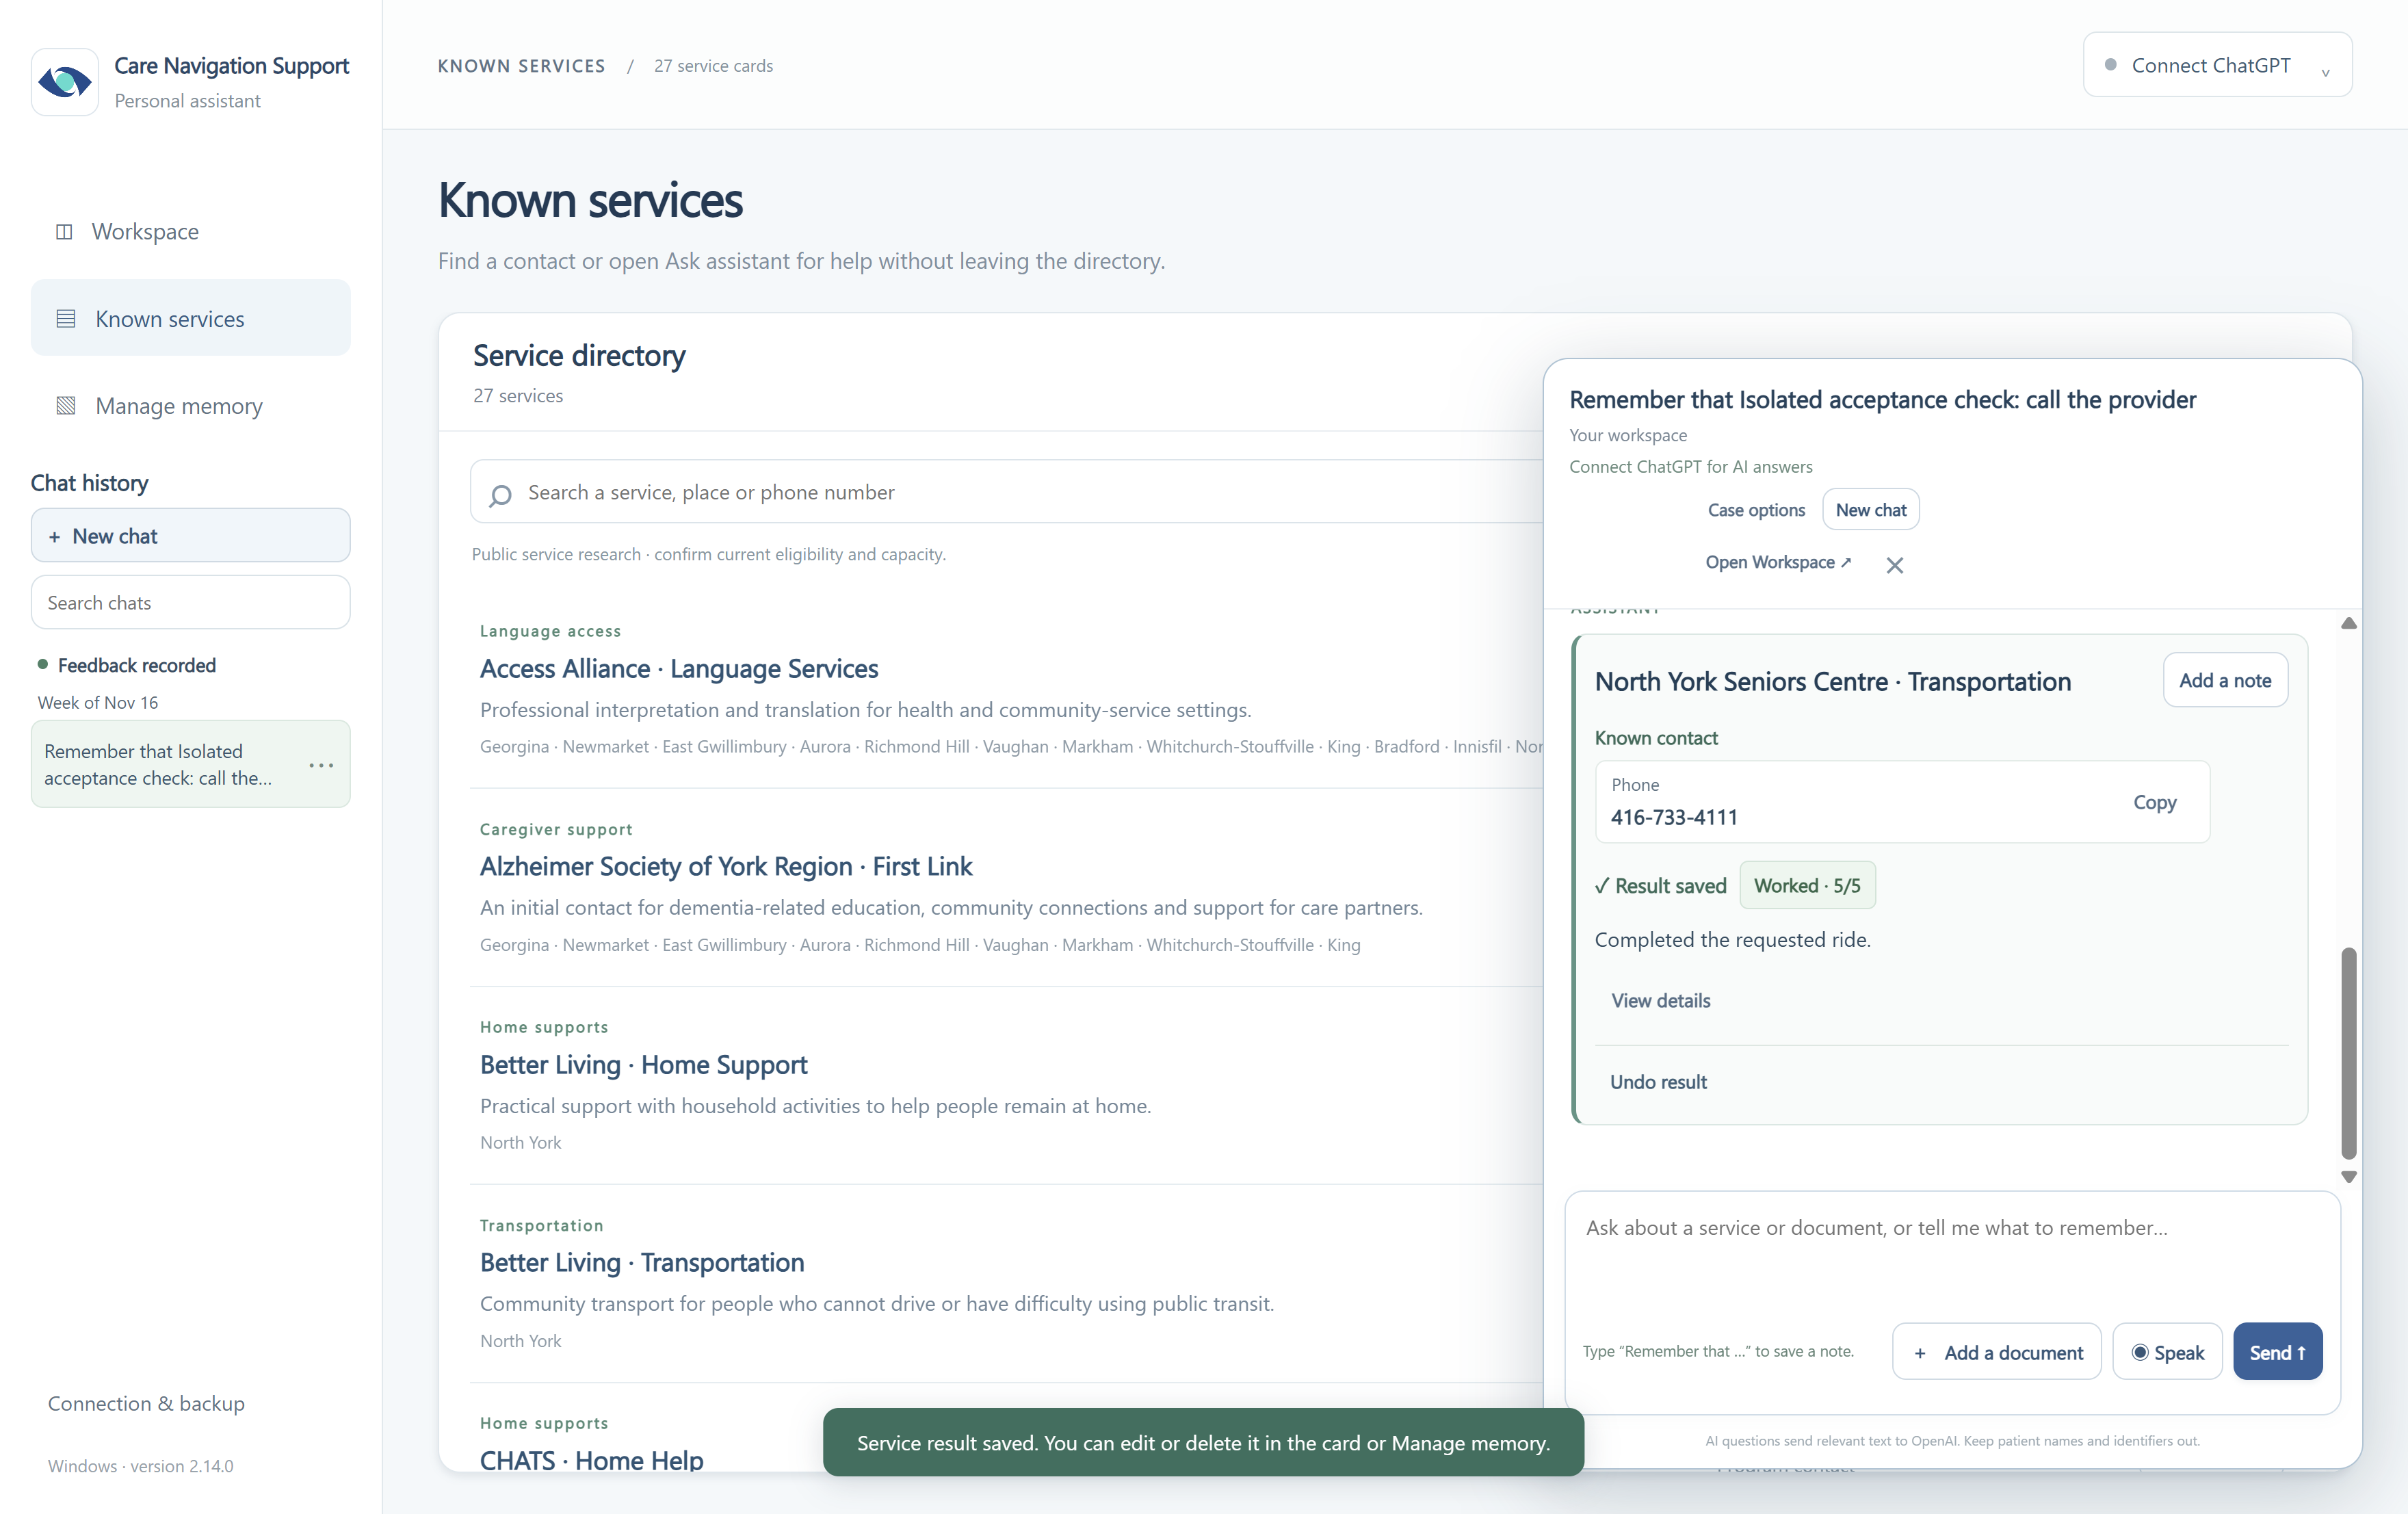 Care Navigation Support
Personal assistant
Workspace
Known services
Manage memory
Chat history
+ New chat
Search chats
Feedback recorded
Week of Nov 16
Remember that Isolated
acceptance check: call the...
Connection & backup
Windows · version 2.14.0
KNOWN SERVICES / 27 service cards
Connect ChatGPT
Known services
Find a contact or open Ask assistant for help without leaving the directory.
Service directory
27 services
Search a service, place or phone number
Public service research · confirm current eligibility and capacity.
Language access
Access Alliance · Language Services
Professional interpretation and translation for health and community-service settings.
Georgina · Newmarket · East Gwillimbury · Aurora · Richmond Hill · Vaughan · Markham · Whitchurch-Stouffville · King · Bradford · Innisfil ·
Caregiver support
Alzheimer Society of York Region · First Link
An initial contact for dementia-related education, community connections and support for care partners.
Georgina · Newmarket · East Gwillimbury · Aurora · Richmond Hill · Vaughan · Markham · Whitchurch-Stouffville · King
Home supports
Better Living · Home Support
Practical support with household activities to help people remain at home.
North York
Transportation
Better Living · Transportation
Community transport for people who cannot drive or have difficulty using public transit.
North York
Home supports
CHATS · Home Help
Remember that Isolated acceptance check: call the provider
Your workspace
Connect ChatGPT for AI answers
Case options
New chat
Open Workspace ↗
ASSISTANT
North York Seniors Centre · Transportation
Add a note
Known contact
Phone
416-733-4111
Copy
✓ Result saved
Worked · 5/5
Completed the requested ride.
View details
Undo result
Ask about a service or document, or tell me what to remember...
Type “Remember that ...” to save a note.
+ Add a document
Speak
Send ↑
AI questions send relevant text to OpenAI. Keep patient names and identifiers out.
Service result saved. You can edit or delete it in the card or Manage memory.